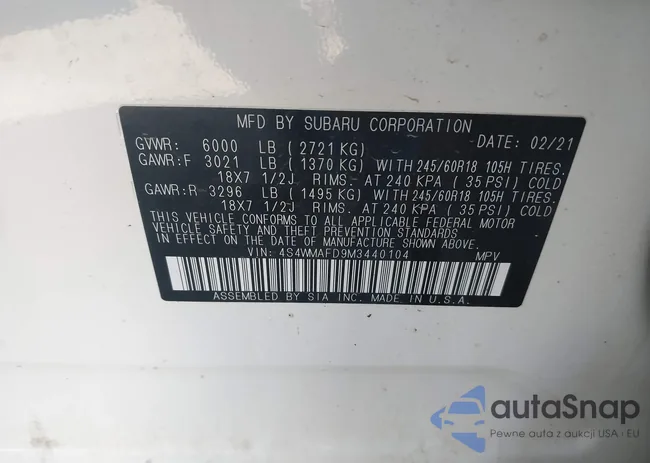 MFD BY SUBARU CORPORATION DATE: 02/21
GVWR: 6000 LB (2721 KG)
GAWR:F 3021 LB (1370 KG) WITH 245/60R18 105H TIRES.
18X7 1/2J RIMS. AT 240 KPA (35 PSI) COLD
GAWR:R 3296 LB (1495 KG) WITH 245/60R18 105H TIRES.
18X7 1/2J RIMS. AT 240 KPA (35 PSI) COLD
THIS VEHICLE CONFORMS TO ALL APPLICABLE FEDERAL MOTOR
VEHICLE SAFETY AND THEFT PREVENTION STANDARDS
IN EFFECT ON THE DATE OF MANUFACTURE SHOWN ABOVE.
VIN: 4S4WMAFD9M3440104 MPV
ASSEMBLED BY SIA INC. MADE IN U.S.A.
autaSnap
Pewne auta z aukcji USA i EU